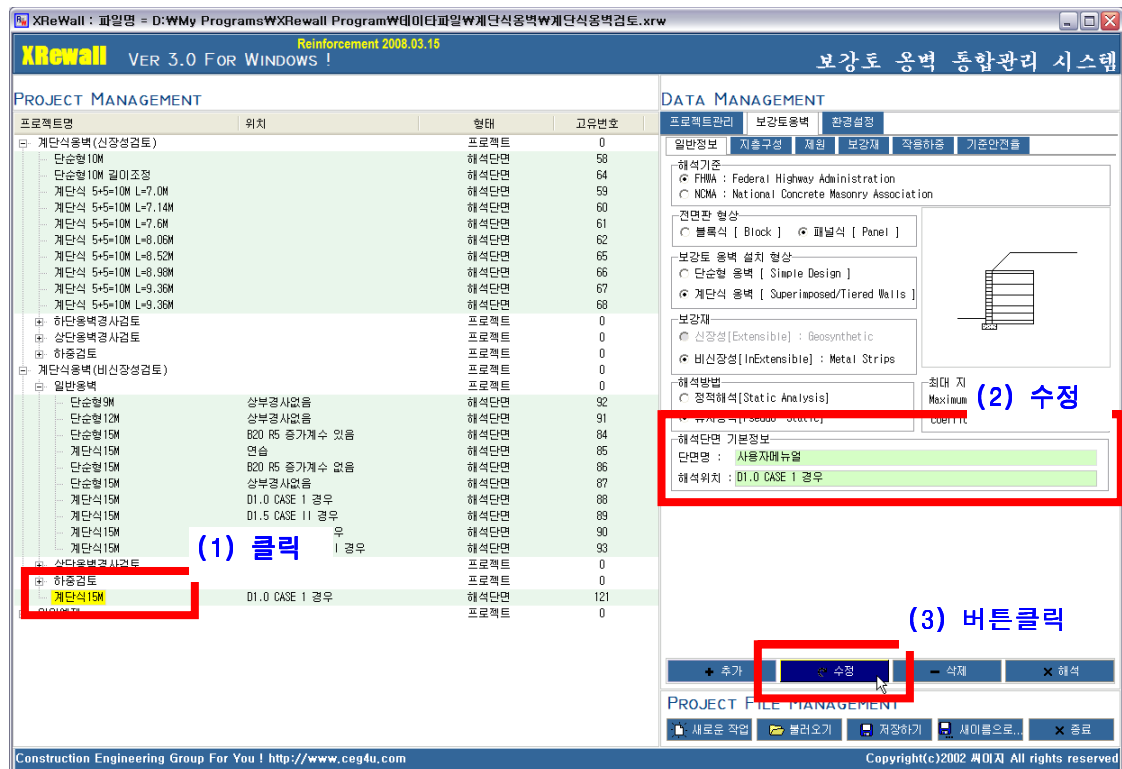 XReWall : 파일명 = D:₩My Programs₩XRewall Program₩데이타파일₩계단식옹벽₩계단식옹벽검토.xrw
XRewall VER 3.0 FOR WINDOWS !
Reinforcement 2008.03.15
보강토 옹벽 통합관리 시스템
PROJECT MANAGEMENT
프로젝트명 위치 형태 고유번호
계단식옹벽(신장성검토) 프로젝트 0
단순형10M 해석단면 58
단순형10M 길이조정 해석단면 64
계단식 5+5=10M L=7.0M 해석단면 59
계단식 5+5=10M L=7.14M 해석단면 60
계단식 5+5=10M L=7.6M 해석단면 61
계단식 5+5=10M L=8.06M 해석단면 62
계단식 5+5=10M L=8.52M 해석단면 65
계단식 5+5=10M L=8.98M 해석단면 66
계단식 5+5=10M L=9.36M 해석단면 67
계단식 5+5=10M L=9.36M 해석단면 68
하단옹벽경사검토 프로젝트 0
상단옹벽경사검토 프로젝트 0
하중검토 프로젝트 0
계단식옹벽(비신장성검토) 프로젝트 0
일반옹벽 프로젝트 0
단순형9M 상부경사없음 해석단면 92
단순형12M 상부경사없음 해석단면 91
단순형15M B20 R5 증가계수 있음 해석단면 84
계단식15M 연습 해석단면 85
단순형15M B20 R5 증가계수 없음 해석단면 86
단순형15M 상부경사없음 해석단면 87
계단식15M D1.0 CASE 1 경우 해석단면 88
계단식15M D1.5 CASE II 경우 해석단면 89
계단식15M 우 해석단면 90
계단식15M I 경우 해석단면 93
(1) 클릭
상단옹벽경사검토 프로젝트 0
하중검토 프로젝트 0
계단식15M D1.0 CASE 1 경우 해석단면 121
프로젝트 0
DATA MANAGEMENT
프로젝트관리 보강토옹벽 환경설정
일반정보 지층구성 제원 보강재 작용하중 기준안전율
해석기준
FHWA : Federal Highway Administration
NCMA : National Concrete Masonry Association
전면판 형상
블록식 [ Block ] 패널식 [ Panel ]
보강토 옹벽 설치 형상
단순형 옹벽 [ Simple Design ]
계단식 옹벽 [ Superimposed/Tiered Walls ]
보강재
신장성[Extensible] : Geosynthetic
비신장성[InExtensible] : Metal Strips
해석방법
정적해석[Static Analysis]
최대 지
Maximum
(2) 수정
해석단면 기본정보
단면명 : 사용자메뉴얼
해석위치 : D1.0 CASE 1 경우
(3) 버튼클릭
추가 수정 삭제 해석
PROJECT FILE MANAGEMENT
새로운 작업 불러오기 저장하기 새이름으로... 종료
Construction Engineering Group For You ! http://www.ceg4u.com
Copyright(c)2002 씨이지 All rights reserved